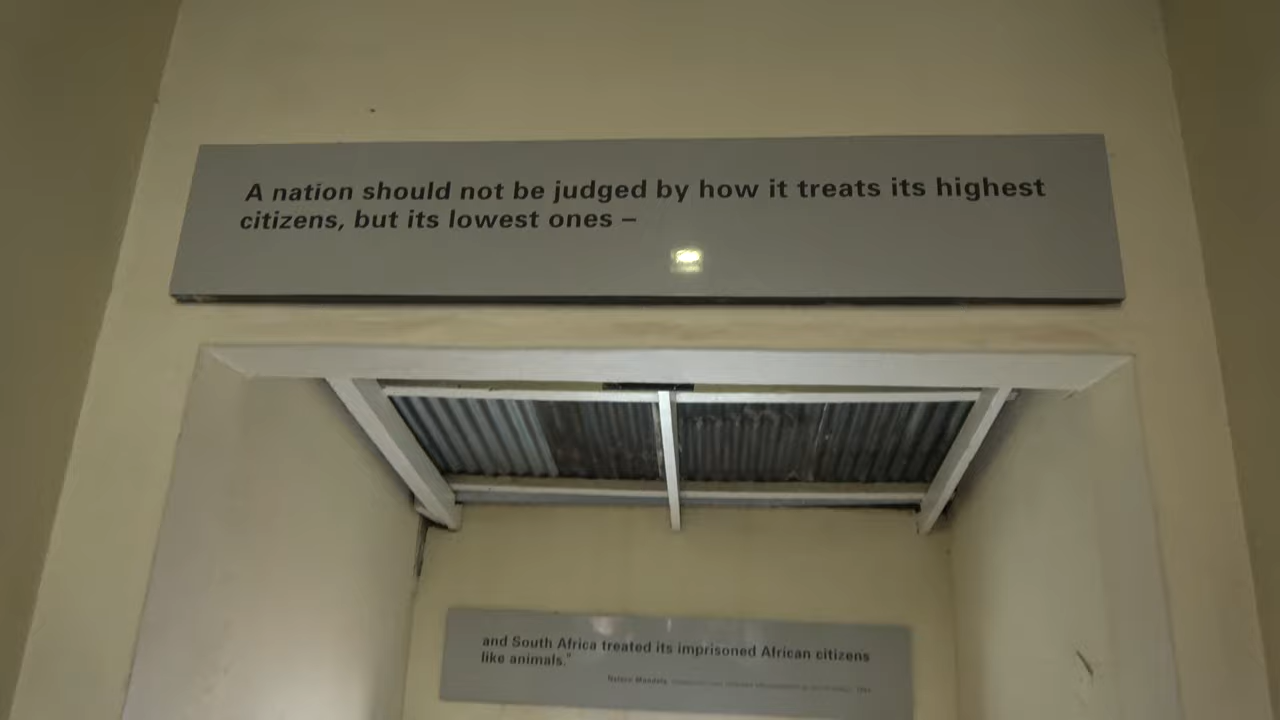 A nation should not be judged by how it treats its highest
citizens, but its lowest ones –
and South Africa treated its imprisoned African citizens
like animals."
Nelson Mandela